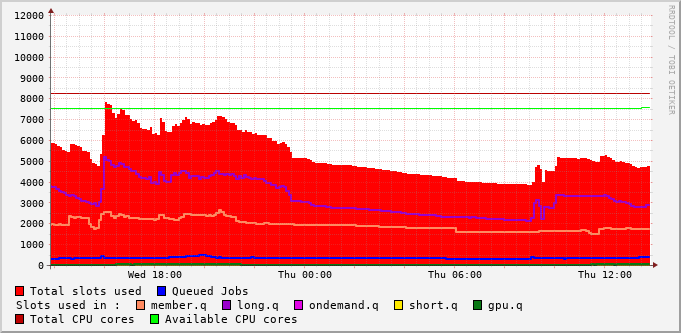 RRDTOOL / TOBI OETIKER
12000
11000
10000
9000
8000
7000
6000
5000
4000
3000
2000
1000
0
Wed 18:00 Thu 00:00 Thu 06:00 Thu 12:00
Total slots used Queued Jobs
Slots used in : member.q long.q ondemand.q short.q gpu.q
Total CPU cores Available CPU cores